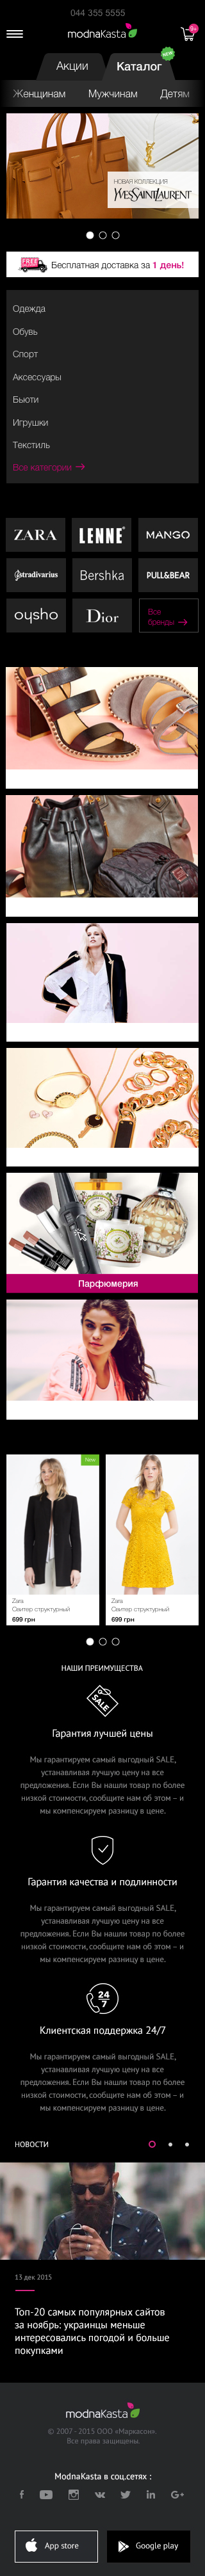 044 355 5555
modnaKasta
9+
Акции
Каталог
NEW
Женщинам Мужчинам Детям
НОВАЯ КОЛЛЕКЦИЯ
YVES SAINT LAURENT
FREE
Бесплатная доставка за 1 день!
Одежда
Обувь
Спорт
Аксессуары
Бьюти
Игрушки
Текстиль
Все категории →
ZARA LENNE® MANGO
stradivarius Bershka PULL&BEAR
oysho Dior Все
бренды →
Парфюмерия
New
Zara
Свитер структурный
699 грн
Zara
Свитер структурный
699 грн
НАШИ ПРЕИМУЩЕСТВА
SALE
Гарантия лучшей цены
Мы гарантируем самый выгодный SALE,
устанавливая лучшую цену на все
предложения. Если Вы нашли товар по более
низкой стоимости, сообщите нам об этом – и
мы компенсируем разницу в цене.
Гарантия качества и подлинности
Мы гарантируем самый выгодный SALE,
устанавливая лучшую цену на все
предложения. Если Вы нашли товар по более
низкой стоимости, сообщите нам об этом – и
мы компенсируем разницу в цене.
24/7
Клиентская поддержка 24/7
Мы гарантируем самый выгодный SALE,
устанавливая лучшую цену на все
предложения. Если Вы нашли товар по более
низкой стоимости, сообщите нам об этом – и
мы компенсируем разницу в цене.
НОВОСТИ
13 дек 2015
Топ-20 самых популярных сайтов
за ноябрь: украинцы меньше
интересовались погодой и больше
покупками
modnaKasta
© 2007 - 2015 ООО «Маркасон».
Все права защищены.
ModnaKasta в соц.сетях :
App store
Google play